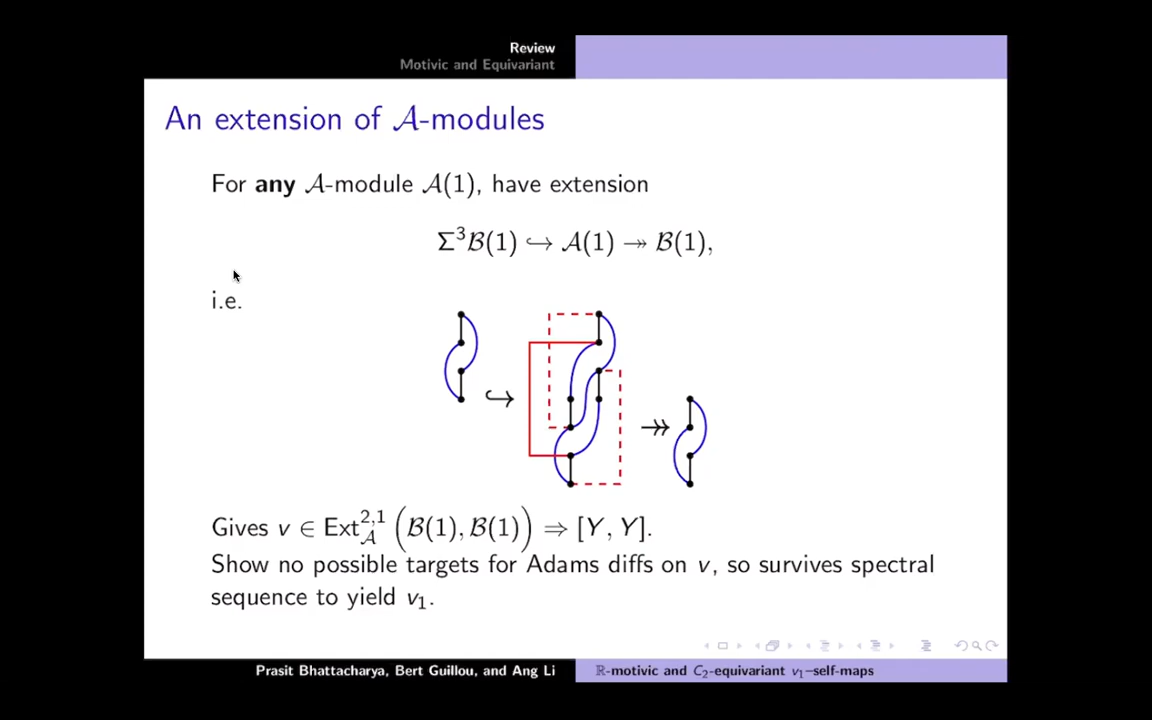 Review
Motivic and Equivariant
An extension of 𝒜-modules
For any 𝒜-module 𝒜(1), have extension
Σ³ℬ(1) ↪ 𝒜(1) ↠ ℬ(1),
i.e.
↪ ↠
Gives v ∈ Ext^{2,1}_𝒜 (ℬ(1), ℬ(1)) ⇒ [Y, Y].
Show no possible targets for Adams diffs on v, so survives spectral
sequence to yield v₁.
Prasit Bhattacharya, Bert Guillou, and Ang Li
ℝ-motivic and C₂-equivariant v₁–self-maps